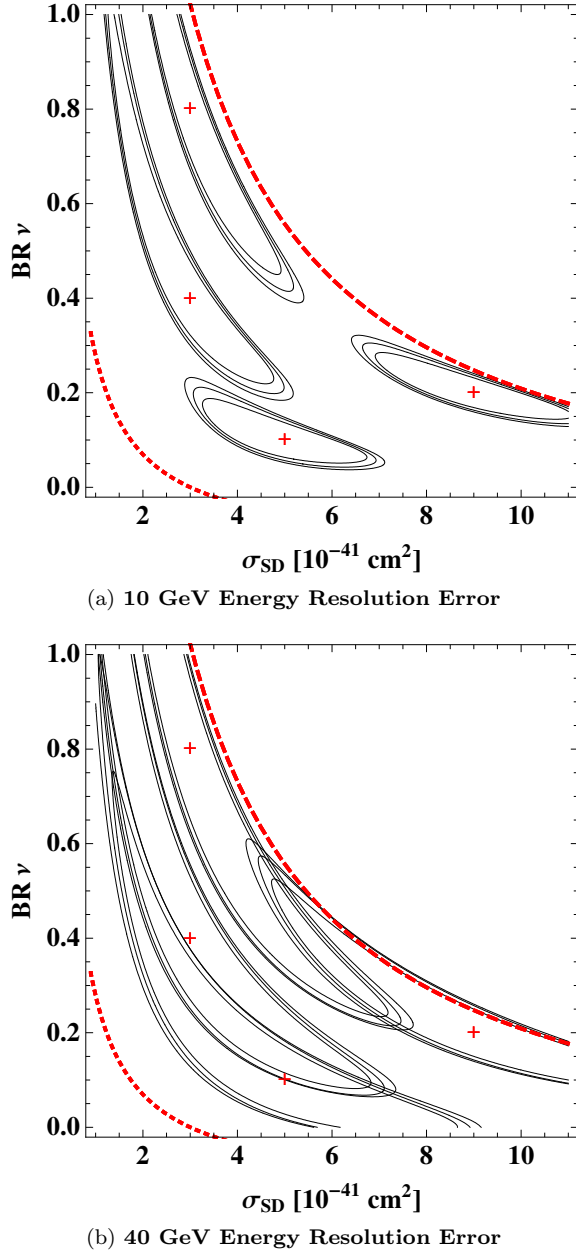 1.0
0.8
0.6
0.4
0.2
0.0
BR ν
2 4 6 8 10
σSD [10⁻⁴¹ cm²]
(a) 10 GeV Energy Resolution Error
1.0
0.8
0.6
0.4
0.2
0.0
BR ν
2 4 6 8 10
σSD [10⁻⁴¹ cm²]
(b) 40 GeV Energy Resolution Error